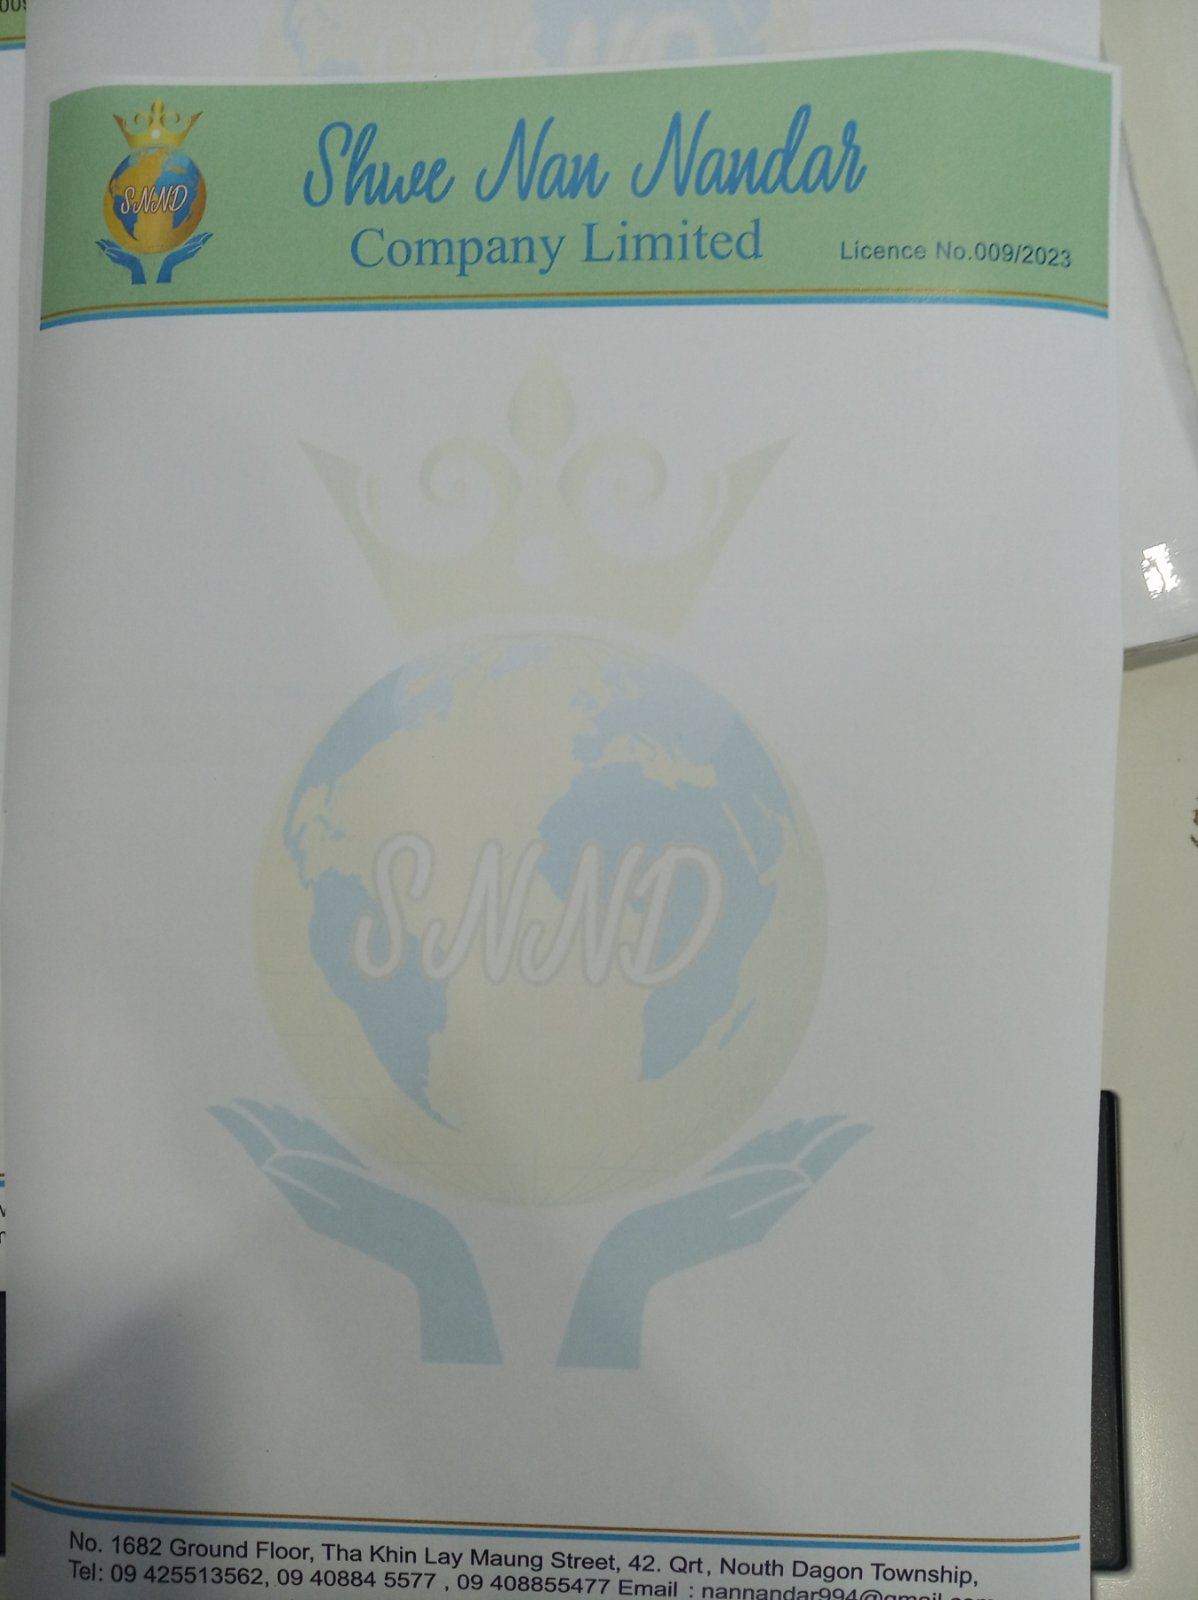 SNND
Shwe Nan Nandar
Company Limited
Licence No.009/2023
SNND
No. 1682 Ground Floor, Tha Khin Lay Maung Street, 42. Qrt, Nouth Dagon Township,
Tel: 09 425513562, 09 40884 5577 , 09 408855477 Email : nannandar994@gmail.com